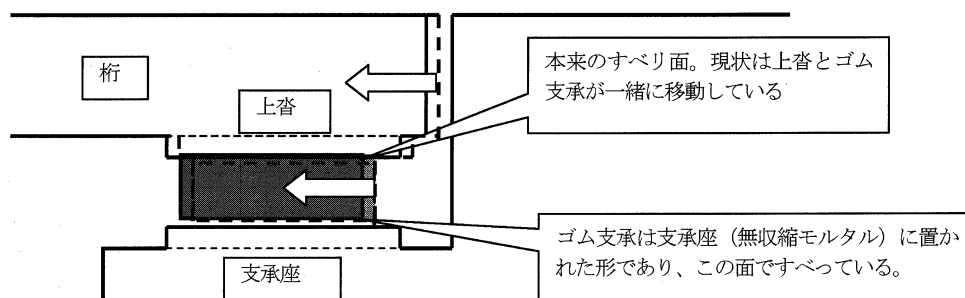 桁
上沓
本来のすべリ面。現状は上沓とゴム
支承が一緒に移動している
ゴム支承は支承座（無収縮モルタル）に置か
れた形であり、この面ですべっている。
支承座